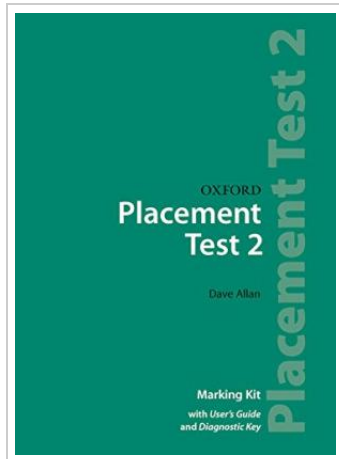 OXFORD
Placement
Test 2
Dave Allan
Marking Kit
with User's Guide
and Diagnostic Key
Placement Test 2